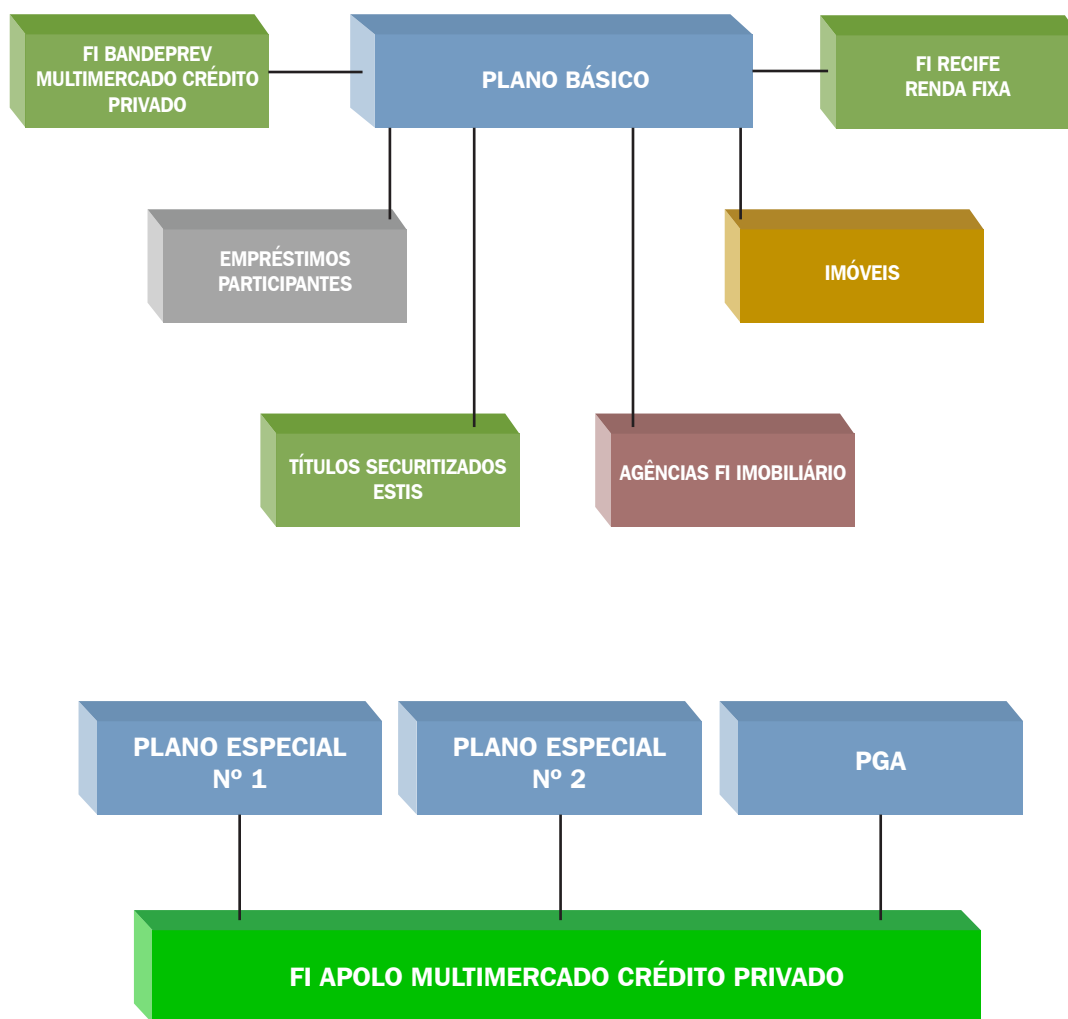 FI BANDEPREV
MULTIMERCADO CRÉDITO
PRIVADO
PLANO BÁSICO
FI RECIFE
RENDA FIXA
EMPRÉSTIMOS
PARTICIPANTES
IMÓVEIS
TÍTULOS SECURITIZADOS
ESTIS
AGÊNCIAS FI IMOBILIÁRIO
PLANO ESPECIAL
Nº 1
PLANO ESPECIAL
Nº 2
PGA
FI APOLO MULTIMERCADO CRÉDITO PRIVADO